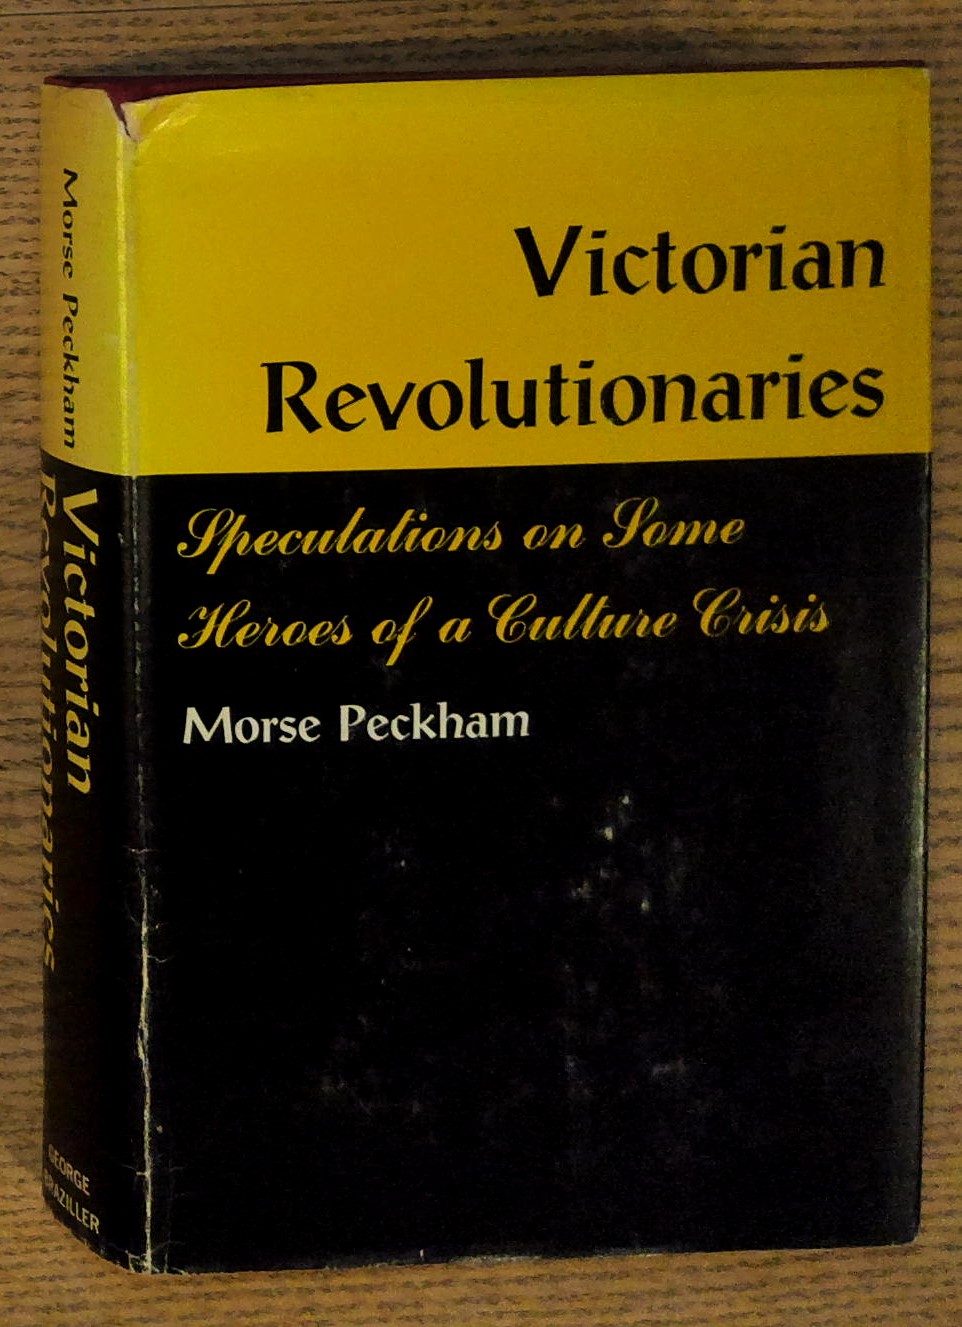 Victorian
Revolutionaries
Speculations on Some
Heroes of a Culture Crisis
Morse Peckham
Morse Peckham
Victorian
Revolutionaries
GEORGE
BRAZILLER